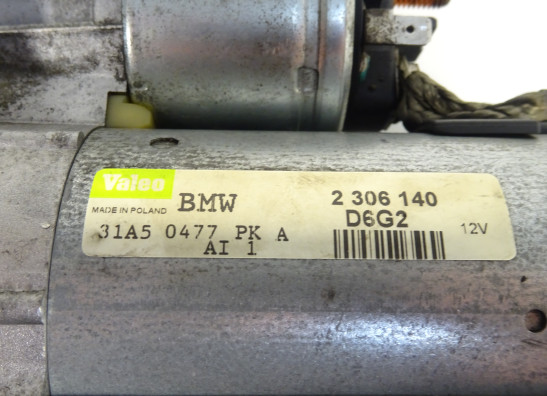 Valeo
MADE IN POLAND BMW 2 306 140
D6G2
31A5 0477 PK A 12V
AI 1